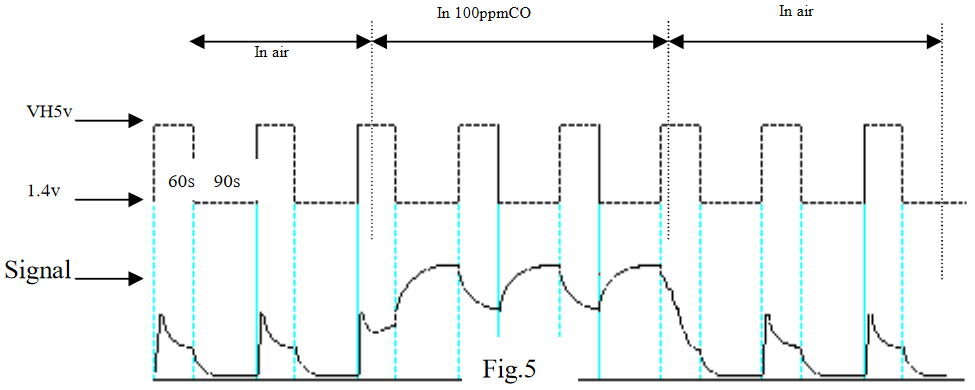 In 100ppmCO
In air
In air
VH5v
60s 90s
1.4v
Signal
Fig.5